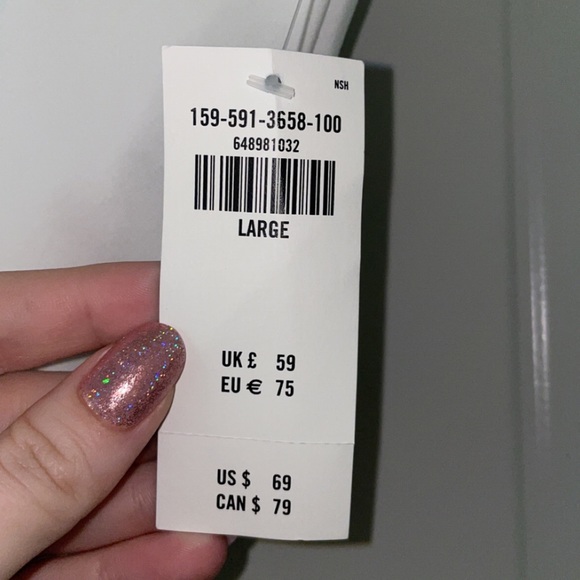 NSH
159-591-3658-100
648981032
LARGE
UK £ 59
EU € 75
US $ 69
CAN $ 79